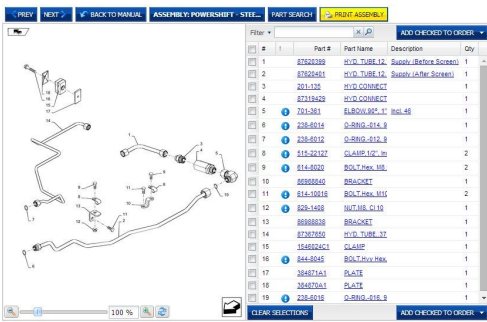 PREV NEXT BACK TO MANUAL ASSEMBLY: POWERSHIFT - STEE... PART SEARCH PRINT ASSEMBLY
Filter ADD CHECKED TO ORDER
# ! Part # Part Name Description Qty
1 87620399 HYD. TUBE,12, Supply (Before Screen) 1
2 87620401 HYD. TUBE,12, Supply (After Screen) 1
3 201-135 HYD CONNECT 1
4 87319429 HYD CONNECT 1
5 701-361 ELBOW,90°, 1" Incl. 46 1
6 238-6014 O-RING,-014, 9 1
7 238-6012 O-RING,-012, 9 1
8 515-22127 CLAMP,1/2", In 2
9 614-8020 BOLT,Hex, M8 2
10 86988840 BRACKET 1
11 614-10016 BOLT,Hex, M10 2
12 829-1408 NUT,M8, Cl 10 1
13 86988838 BRACKET 1
14 87367650 HYD. TUBE,.37 1
15 1546024C1 CLAMP 1
16 844-8045 BOLT,Hvy Hex, 1
17 384871A1 PLATE 1
18 384870A1 PLATE 1
19 238-6016 O-RING,-016, 9 1
100 %
CLEAR SELECTIONS ADD CHECKED TO ORDER